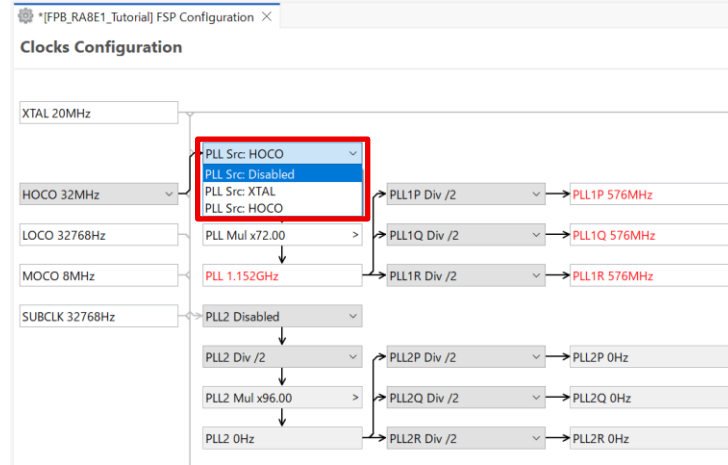 *[FPB_RA8E1_Tutorial] FSP Configuration
Clocks Configuration
XTAL 20MHz
PLL Src: HOCO
PLL Src: Disabled
PLL Src: XTAL
PLL Src: HOCO
HOCO 32MHz
PLL1P Div /2
PLL1P 576MHz
LOCO 32768Hz
PLL Mul x72.00
PLL1Q Div /2
PLL1Q 576MHz
MOCO 8MHz
PLL 1.152GHz
PLL1R Div /2
PLL1R 576MHz
SUBCLK 32768Hz
PLL2 Disabled
PLL2 Div /2
PLL2P Div /2
PLL2P 0Hz
PLL2 Mul x96.00
PLL2Q Div /2
PLL2Q 0Hz
PLL2 0Hz
PLL2R Div /2
PLL2R 0Hz